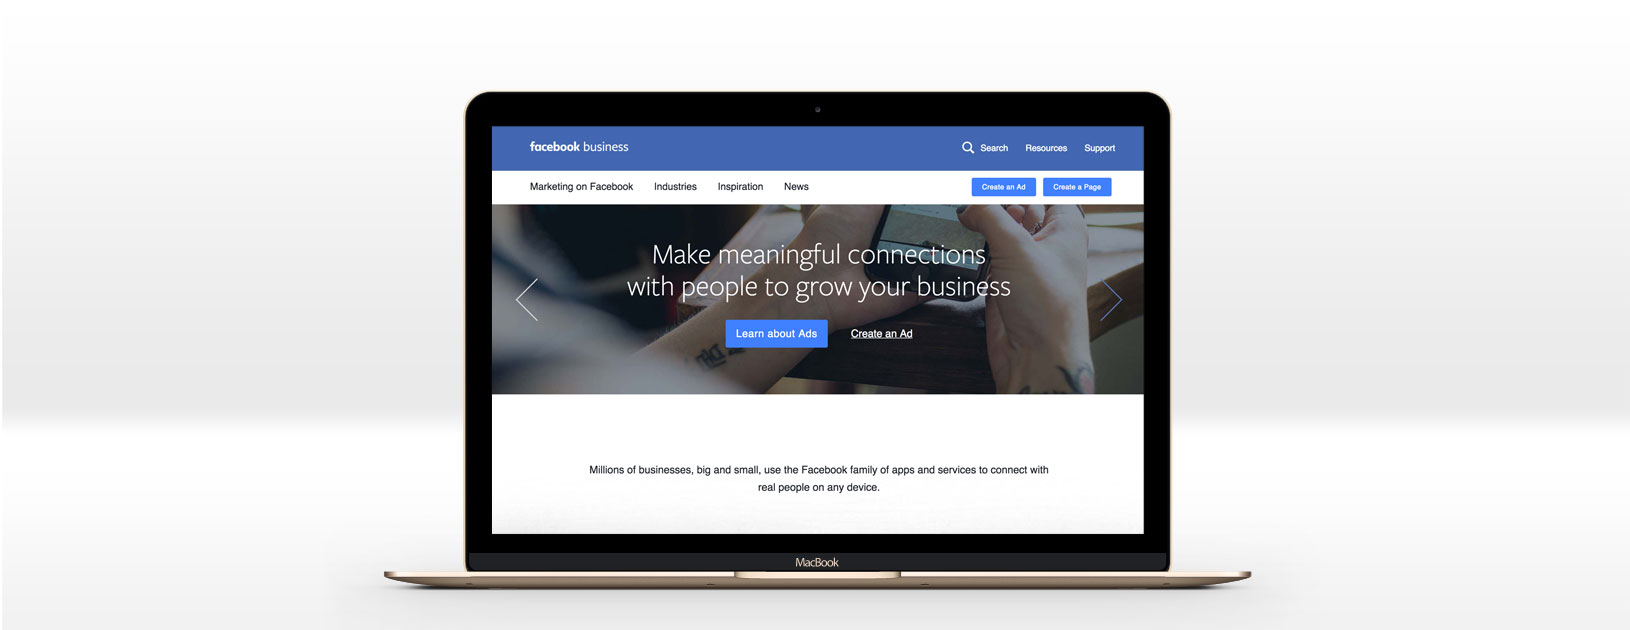 facebook business
Search Resources Support
Marketing on Facebook Industries Inspiration News
Create an Ad Create a Page
Make meaningful connections
with people to grow your business
Learn about Ads Create an Ad
Millions of businesses, big and small, use the Facebook family of apps and services to connect with
real people on any device.
MacBook